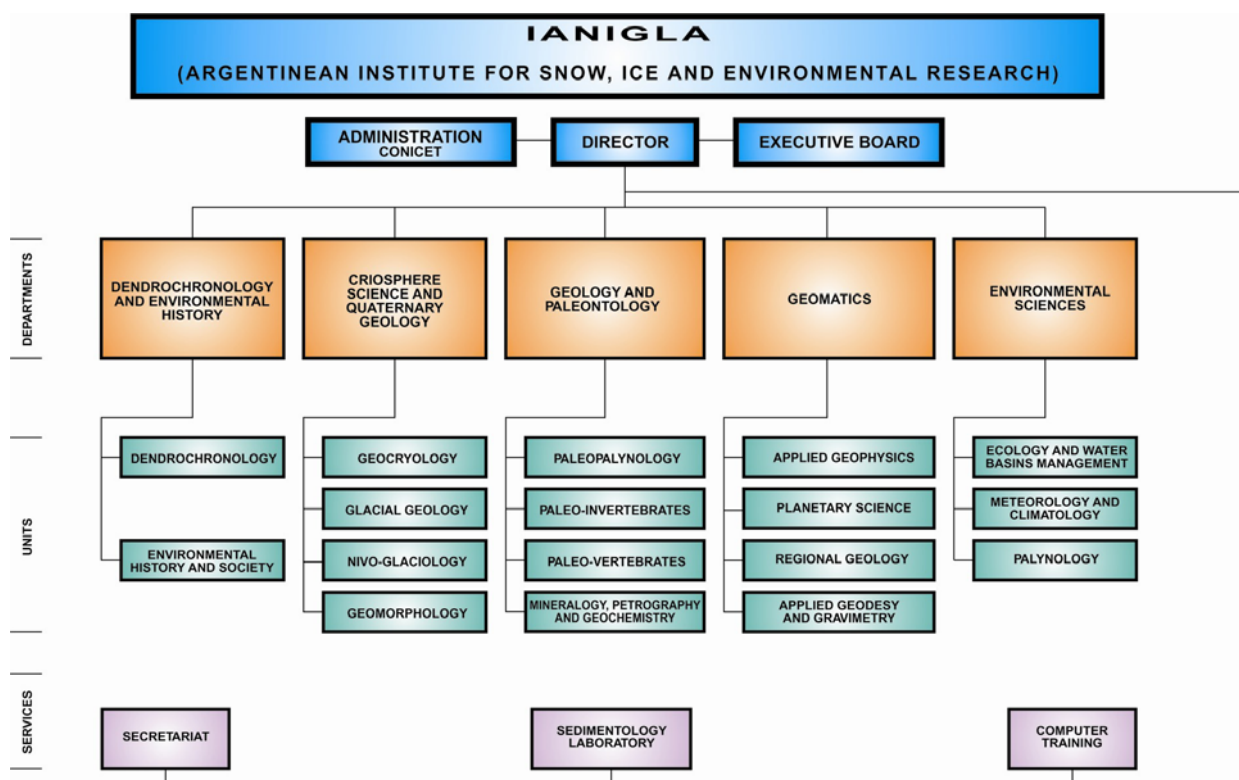 IANIGLA
(ARGENTINEAN INSTITUTE FOR SNOW, ICE AND ENVIRONMENTAL RESEARCH)
ADMINISTRATION
CONICET
DIRECTOR
EXECUTIVE BOARD
DEPARTMENTS
DENDROCHRONOLOGY
AND ENVIRONMENTAL
HISTORY
CRIOSPHERE
SCIENCE AND
QUATERNARY
GEOLOGY
GEOLOGY AND
PALEONTOLOGY
GEOMATICS
ENVIRONMENTAL
SCIENCES
UNITS
DENDROCHRONOLOGY
ENVIRONMENTAL
HISTORY AND SOCIETY
GEOCRYOLOGY
GLACIAL GEOLOGY
NIVO-GLACIOLOGY
GEOMORPHOLOGY
PALEOPALYNOLOGY
PALEO-INVERTEBRATES
PALEO-VERTEBRATES
MINERALOGY, PETROGRAPHY
AND GEOCHEMISTRY
APPLIED GEOPHYSICS
PLANETARY SCIENCE
REGIONAL GEOLOGY
APPLIED GEODESY
AND GRAVIMETRY
ECOLOGY AND WATER
BASINS MANAGEMENT
METEOROLOGY AND
CLIMATOLOGY
PALYNOLOGY
SERVICES
SECRETARIAT
SEDIMENTOLOGY
LABORATORY
COMPUTER
TRAINING